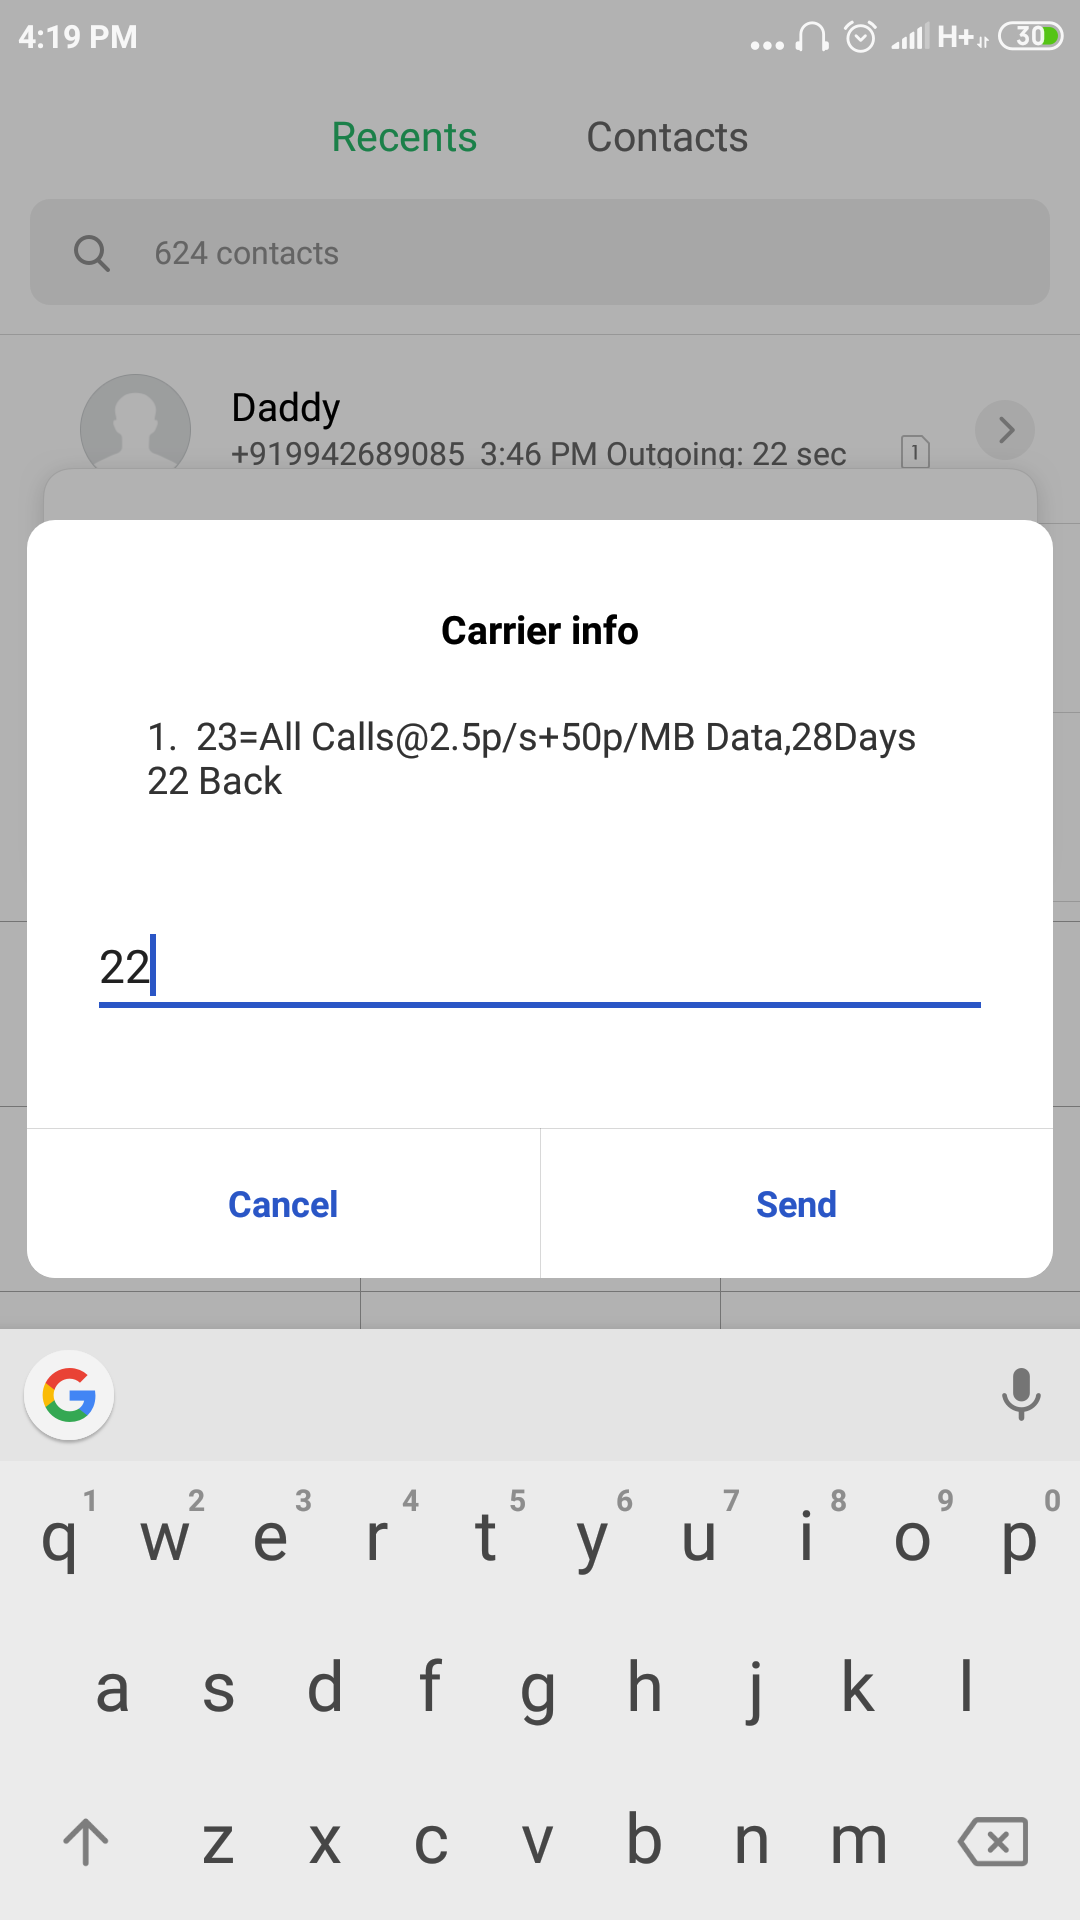 4:19 PM
... H+ 30
Recents Contacts
624 contacts
Daddy
+919942689085 3:46 PM Outgoing: 22 sec 1
Carrier info
1. 23=All Calls@2.5p/s+50p/MB Data,28Days
22 Back
22
Cancel Send
G
1 2 3 4 5 6 7 8 9 0
q w e r t y u i o p
a s d f g h j k l
z x c v b n m